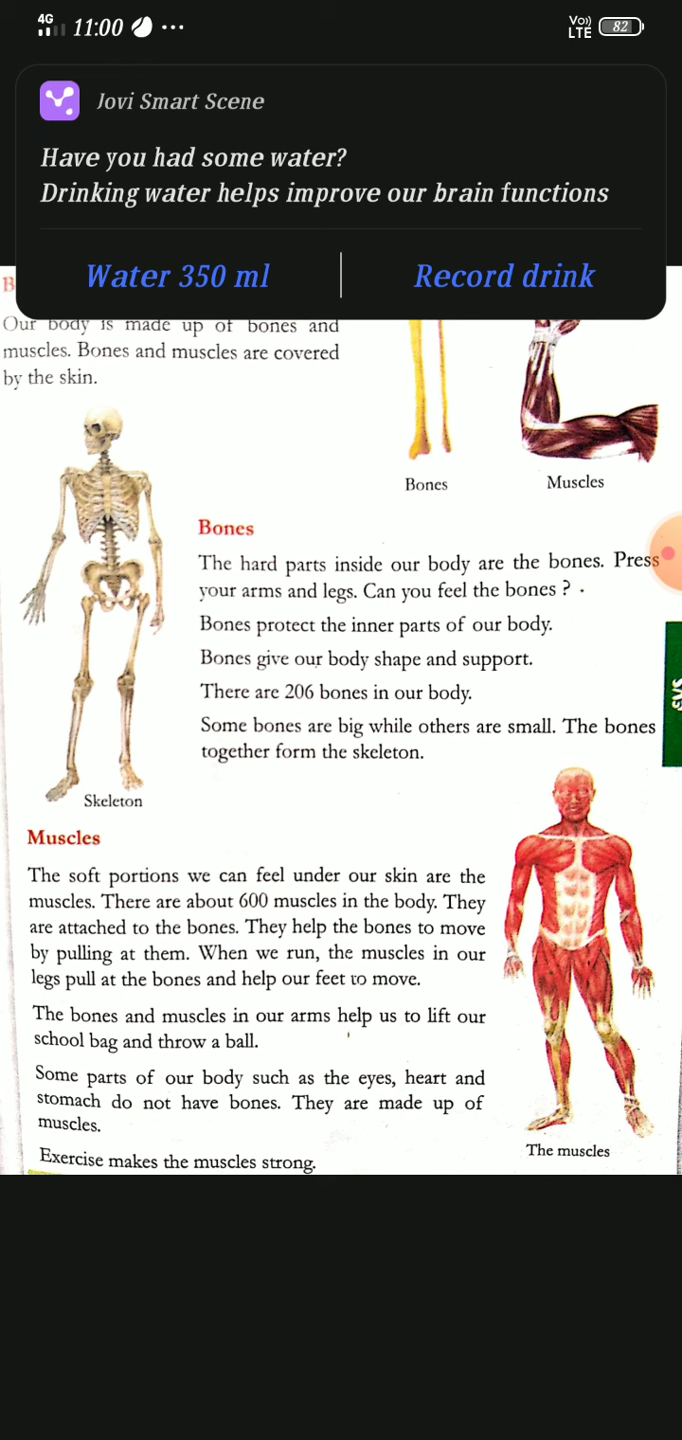 4G 11:00 ... Vo)) LTE 82
Jovi Smart Scene
Have you had some water?
Drinking water helps improve our brain functions
Water 350 ml
Record drink
B
Our body is made up of bones and
muscles. Bones and muscles are covered
by the skin.
Bones
Muscles
Bones
The hard parts inside our body are the bones. Press
your arms and legs. Can you feel the bones ?
Bones protect the inner parts of our body.
Bones give our body shape and support.
There are 206 bones in our body.
Some bones are big while others are small. The bones
together form the skeleton.
Skeleton
Muscles
The soft portions we can feel under our skin are the
muscles. There are about 600 muscles in the body. They
are attached to the bones. They help the bones to move
by pulling at them. When we run, the muscles in our
legs pull at the bones and help our feet to move.
The bones and muscles in our arms help us to lift our
school bag and throw a ball.
Some parts of our body such as the eyes, heart and
stomach do not have bones. They are made up of
muscles.
Exercise makes the muscles strong.
The muscles